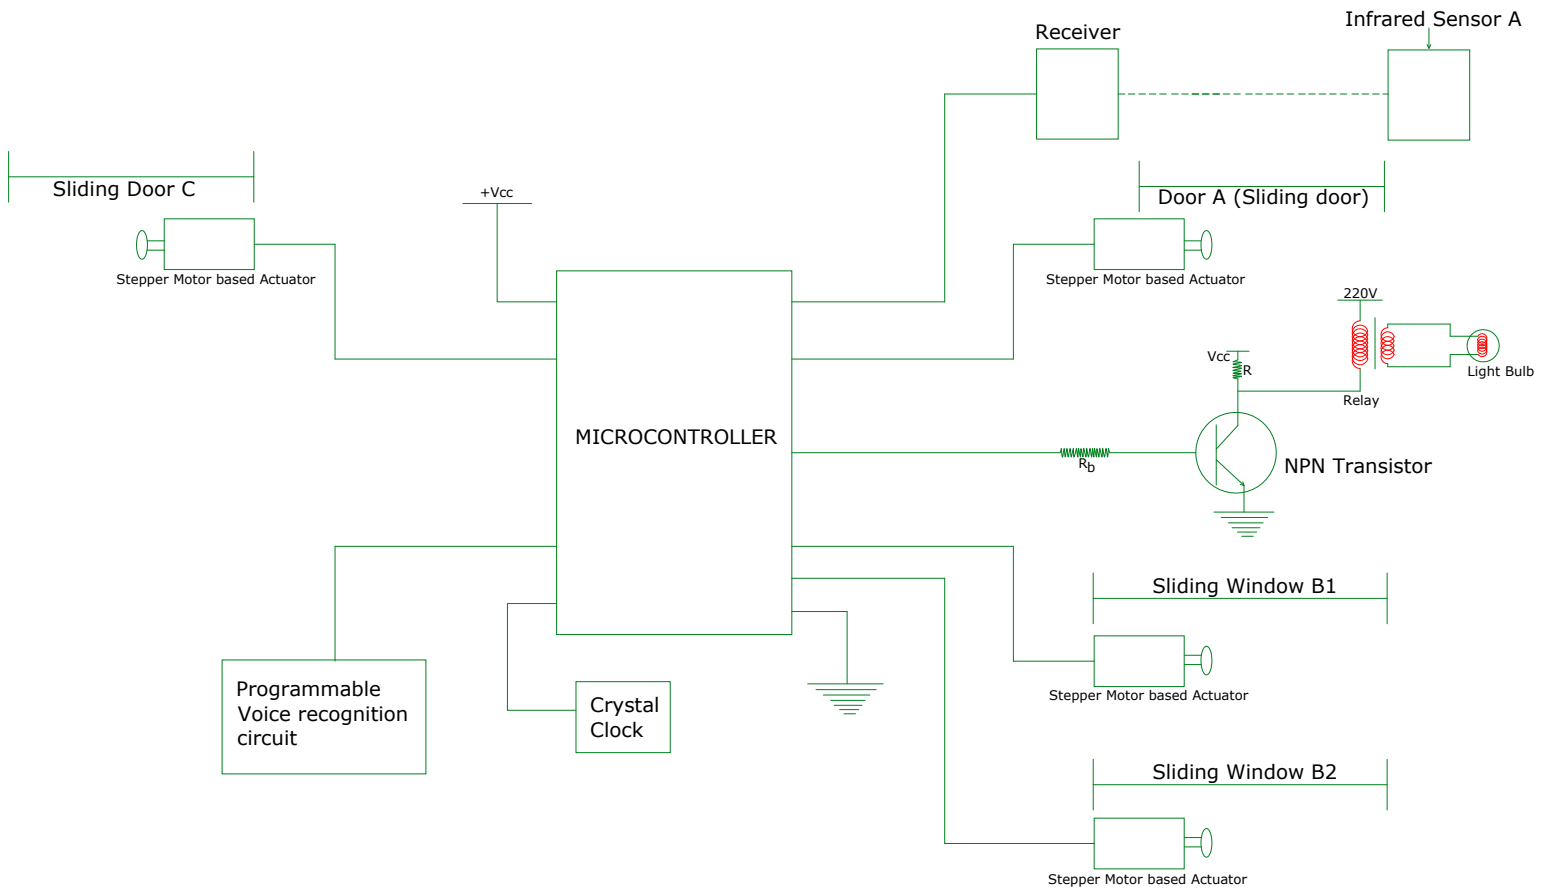 Infrared Sensor A
Receiver
Sliding Door C
+Vcc
Door A (Sliding door)
Stepper Motor based Actuator
Stepper Motor based Actuator
220V
Vcc
R
Light Bulb
Relay
MICROCONTROLLER
Rb
NPN Transistor
Sliding Window B1
Programmable
Voice recognition
circuit
Crystal
Clock
Stepper Motor based Actuator
Sliding Window B2
Stepper Motor based Actuator